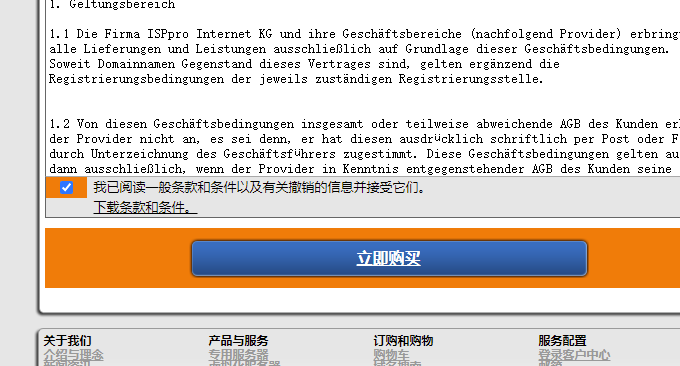 1. Geltungsbereich
1.1 Die Firma ISPpro Internet KG und ihre Geschäftsbereiche (nachfolgend Provider)
alle Lieferungen und Leistungen ausschließlich auf Grundlage dieser Geschäftsbedingungen.
Soweit Domainnamen Gegenstand dieses Vertrages sind, gelten ergänzend die
Registrierungsbedingungen der jeweils zuständigen Registrierungsstelle.
1.2 Von diesen Geschäftsbedingungen insgesamt oder teilweise abweichende AGB des Kunden
der Provider nicht an, es sei denn, er hat diesen ausdrücklich schriftlich per Post oder F
durch Unterzeichnung des Geschäftsführers zugestimmt. Diese Geschäftsbedingungen gelten au
dann ausschließlich, wenn der Provider in Kenntnis entgegenstehender AGB des Kunden seine
我已阅读一般条款和条件以及有关撤销的信息并接受它们。
下载条款和条件。
立即购买
关于我们 产品与服务 订购和购物 服务配置
介绍与理念 专用服务器 购物车 登录客户中心